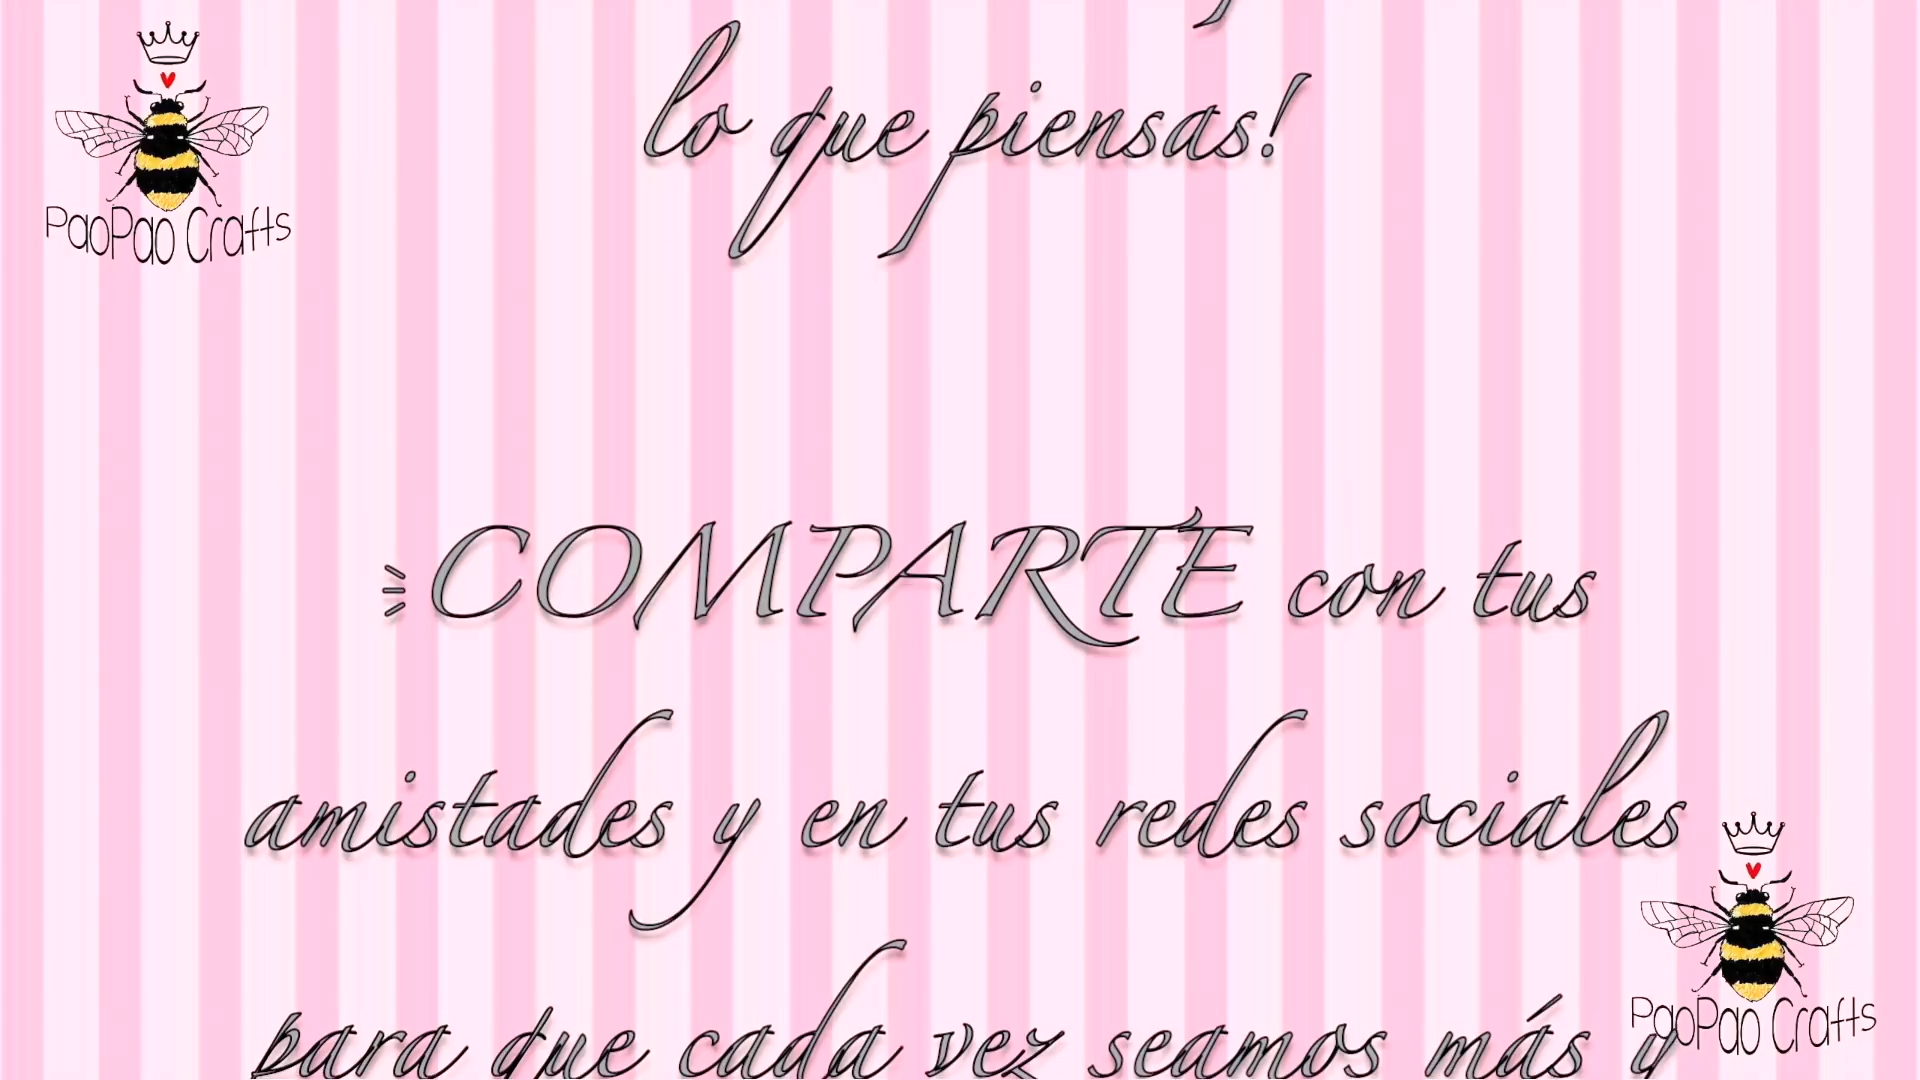 lo que piensas!
PaoPao Crafts
COMPARTE con tus
amistades y en tus redes sociales
para que cada vez seamos más y
PaoPao Crafts